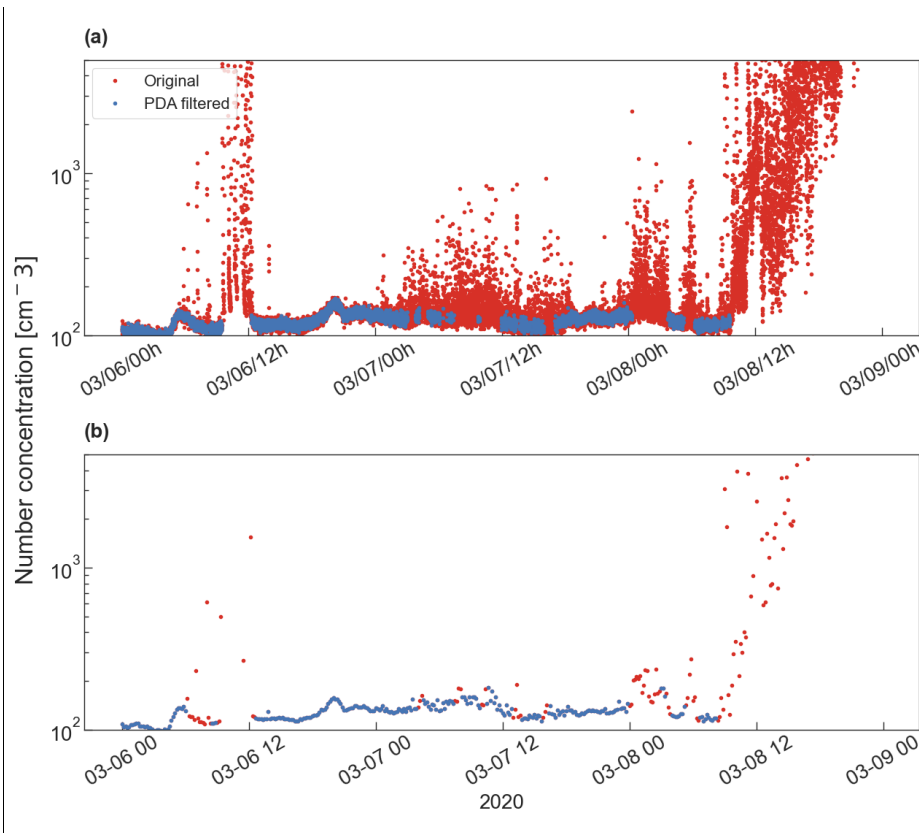 (a)
Original
PDA filtered
10³
10²
03/06/00h
03/06/12h
03/07/00h
03/07/12h
03/08/00h
03/08/12h
03/09/00h
Number concentration [cm⁻ 3]
(b)
10³
10²
03-06 00
03-06 12
03-07 00
03-07 12
03-08 00
03-08 12
03-09 00
2020